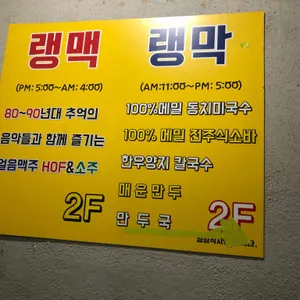 랭맥
(PM: 5:00~AM: 4:00)
80~90년대 추억의
음악들과 함께 즐기는
얼음맥주 HOF&소주
2F
랭막
(AM:11:00~PM: 5:00)
100%메밀 동치미국수
100% 메밀 전주식소바
한우양지 칼국수
매운만두
만두국
2F